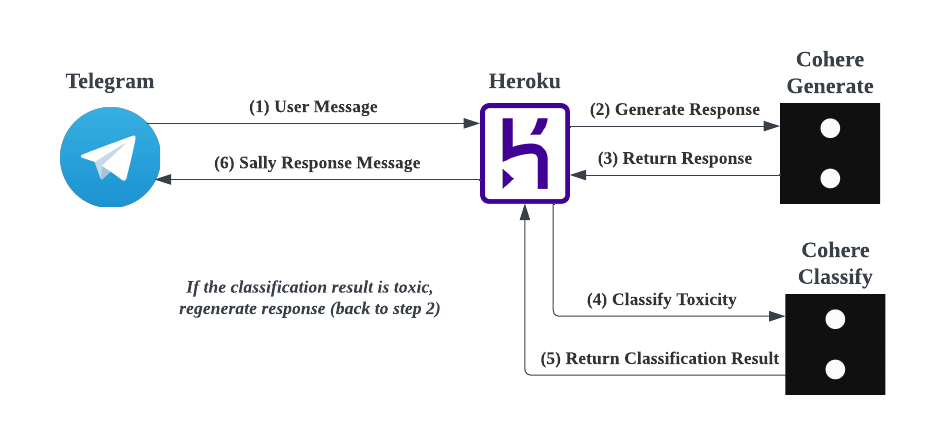 Telegram
Heroku
Cohere
Generate
(1) User Message
(2) Generate Response
(6) Sally Response Message
(3) Return Response
Cohere
Classify
If the classification result is toxic,
regenerate response (back to step 2)
(4) Classify Toxicity
(5) Return Classification Result